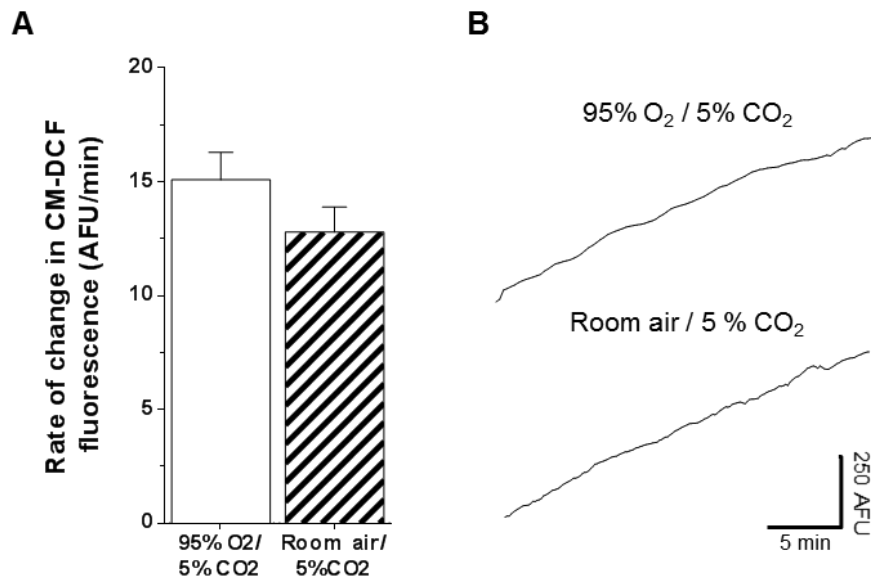 A
Rate of change in CM-DCF
fluorescence (AFU/min)
20
15
10
5
0
95% O2/
5% CO2
Room air/
5%CO2
B
95% O₂ / 5% CO₂
Room air / 5 % CO₂
250 AFU
5 min